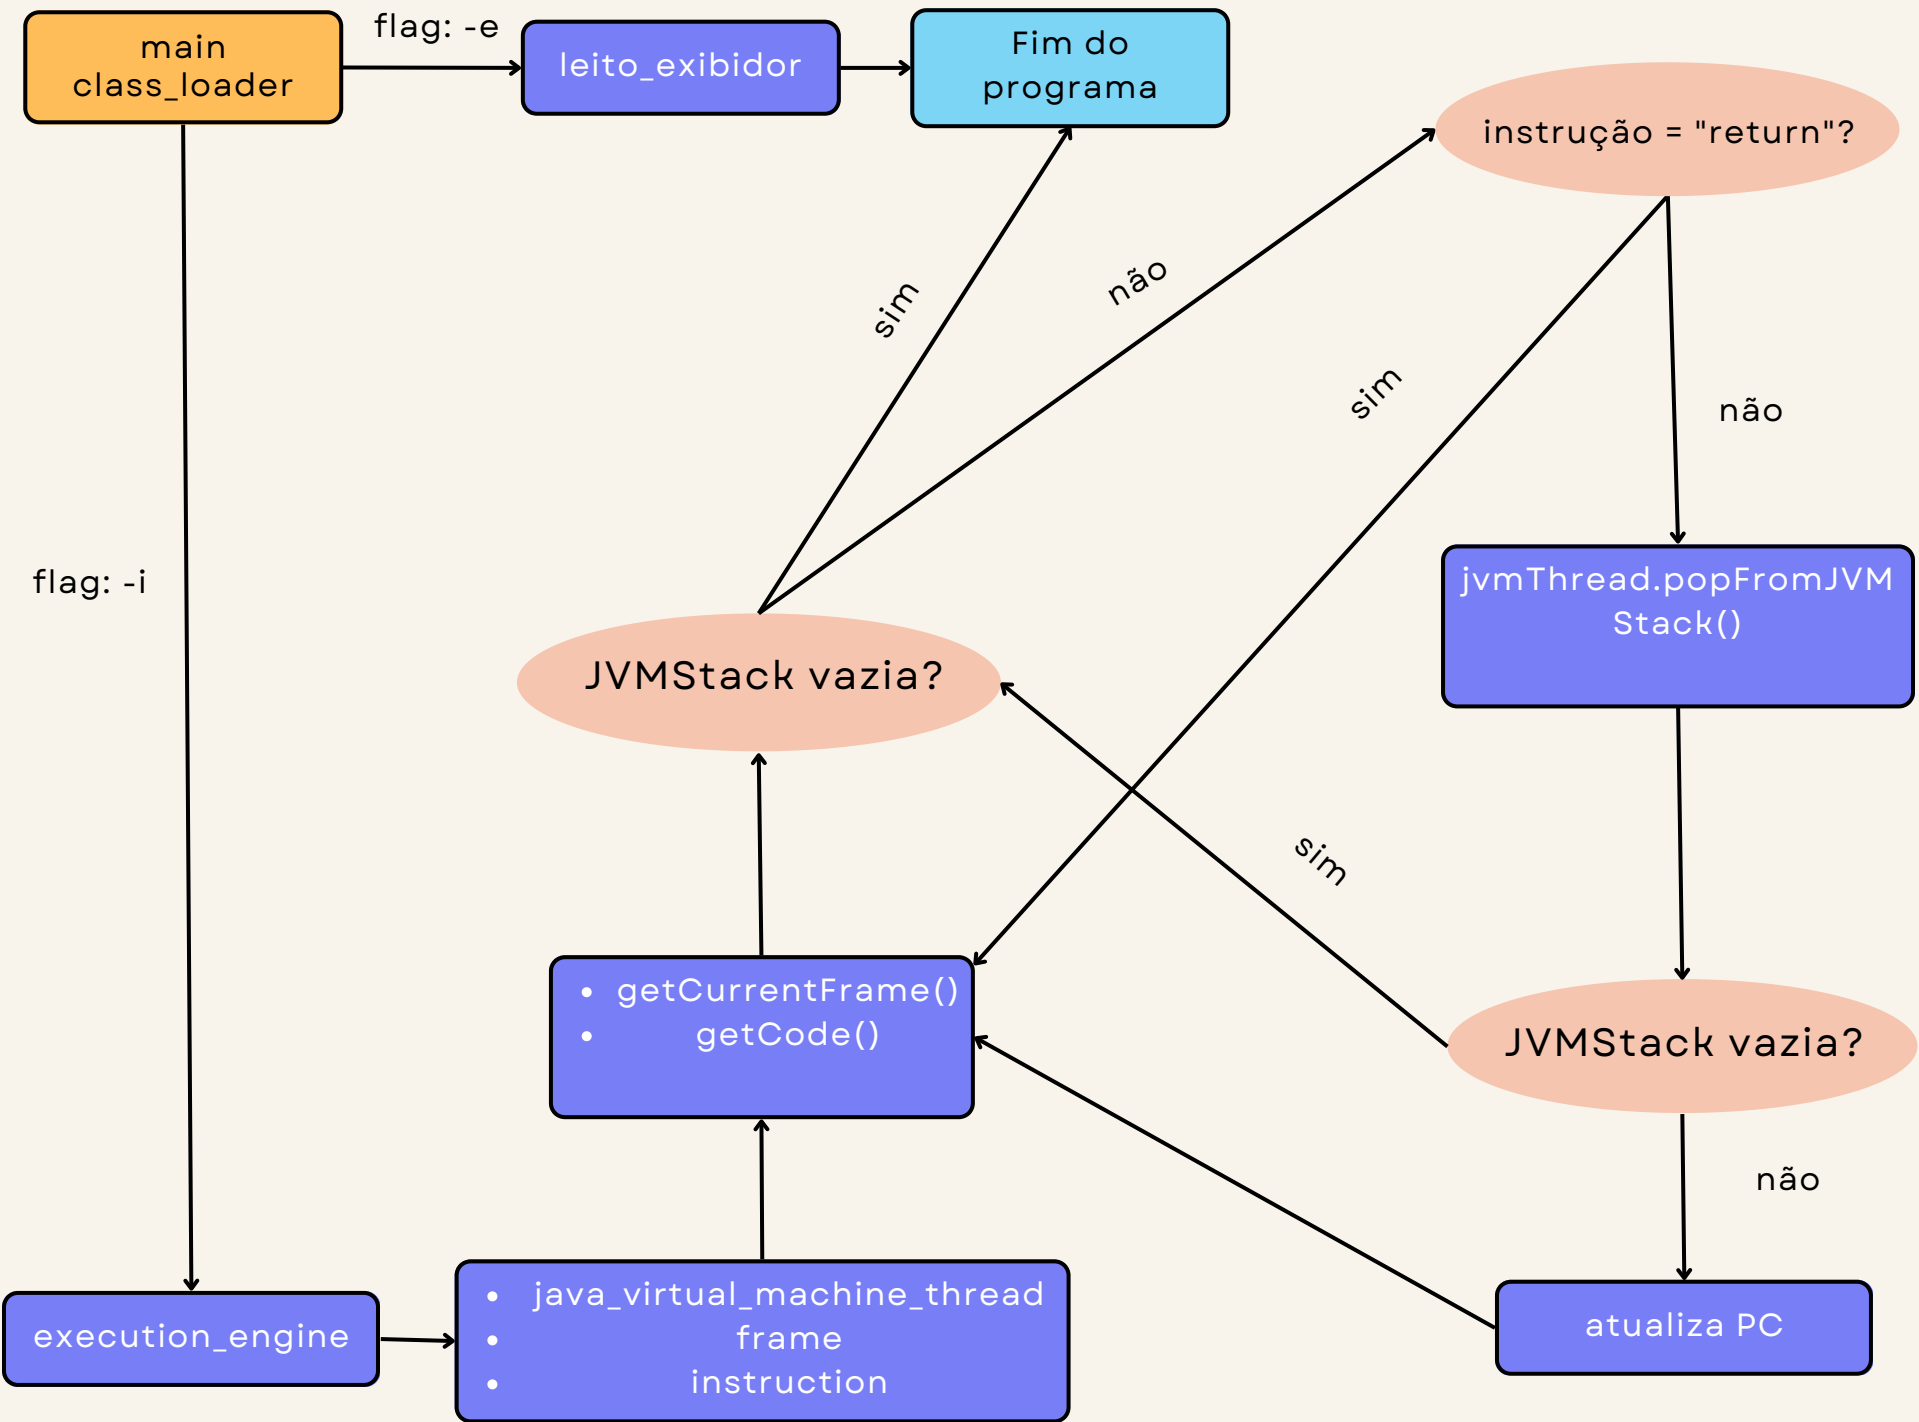 main
class_loader
flag: -e
leito_exibidor
Fim do
programa
instrução = "return"?
sim
não
sim
não
flag: -i
jvmThread.popFromJVM
Stack()
JVMStack vazia?
sim
• getCurrentFrame()
• getCode()
JVMStack vazia?
não
execution_engine
• java_virtual_machine_thread
• frame
• instruction
atualiza PC